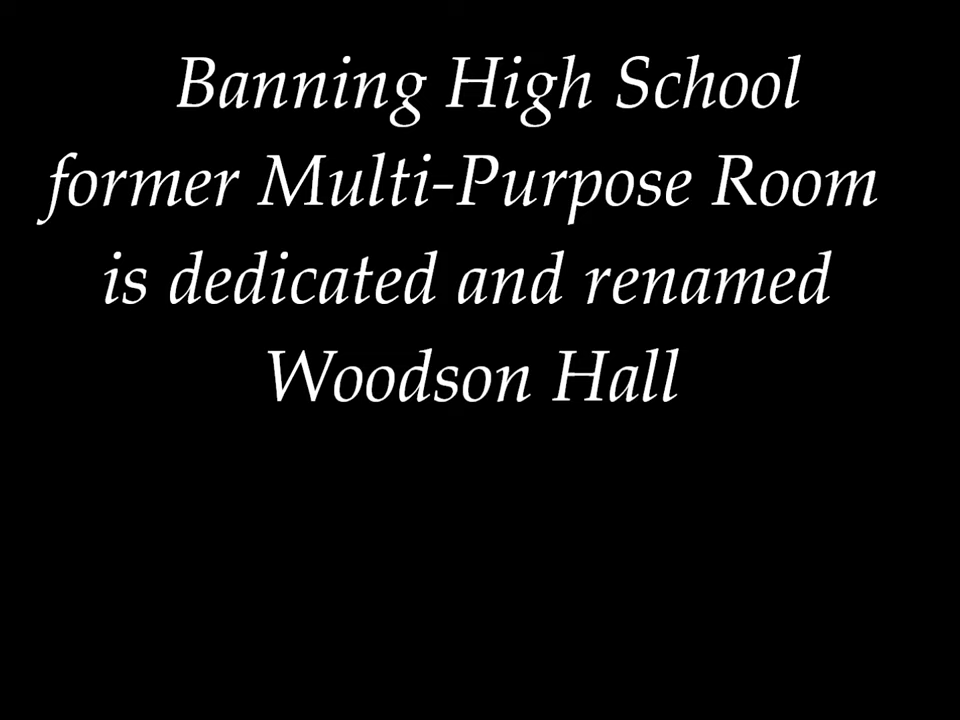 Banning High School
former Multi-Purpose Room
is dedicated and renamed
Woodson Hall